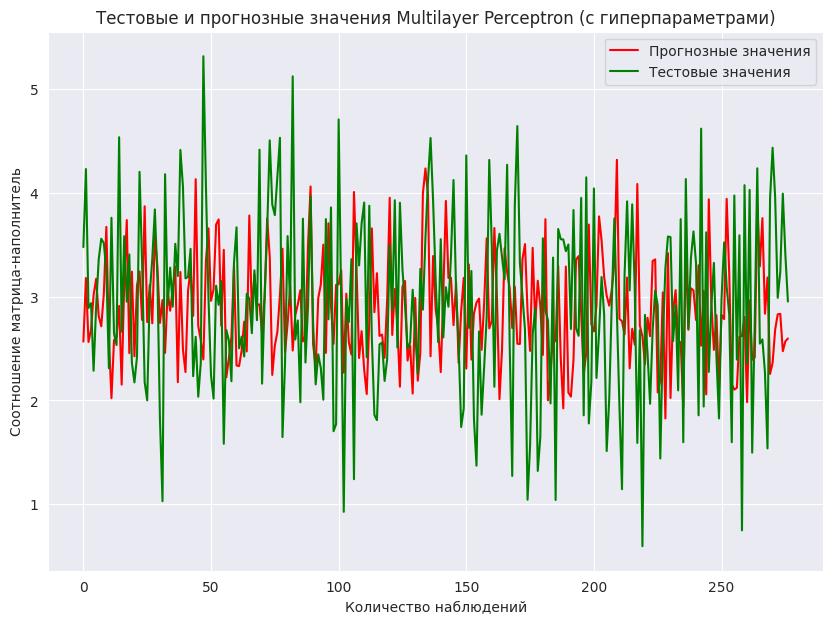 Тестовые и прогнозные значения Multilayer Perceptron (с гиперпараметрами)
Прогнозные значения
Тестовые значения
Соотношение матрица-наполнитель
5
4
3
2
1
0
50
100
150
200
250
Количество наблюдений